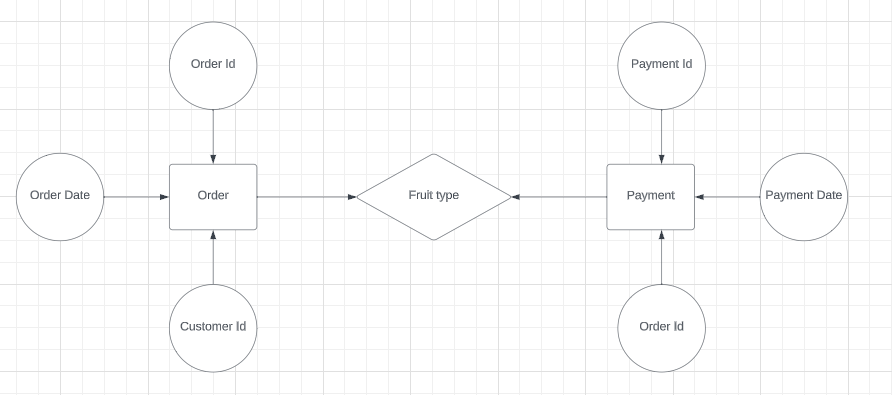 Order Id
Payment Id
Order Date
Order
Fruit type
Payment
Payment Date
Customer Id
Order Id